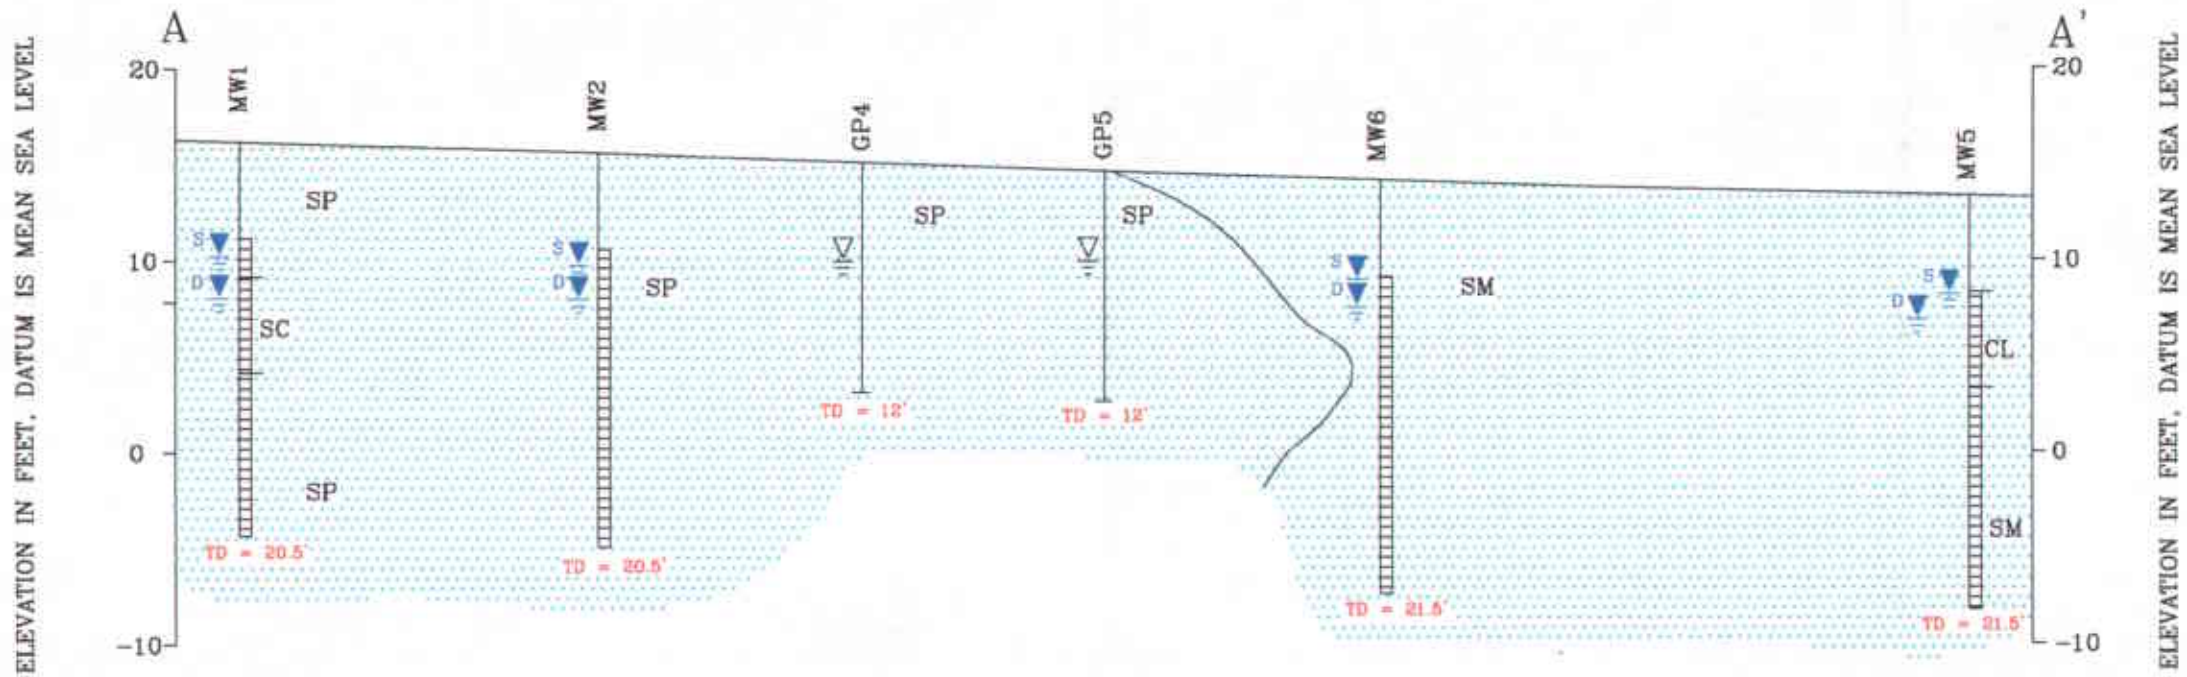 A
A'
ELEVATION IN FEET, DATUM IS MEAN SEA LEVEL
20
10
0
-10
MW1
MW2
GP4
GP5
MW6
MW5
SP
SP
SP
SP
SM
SC
CL
SP
SM
S
D
S
D
S
D
S
D
TD = 20.5'
TD = 20.5'
TD = 12'
TD = 12'
TD = 21.5'
TD = 21.5'
20
10
0
-10
ELEVATION IN FEET, DATUM IS MEAN SEA LEVEL